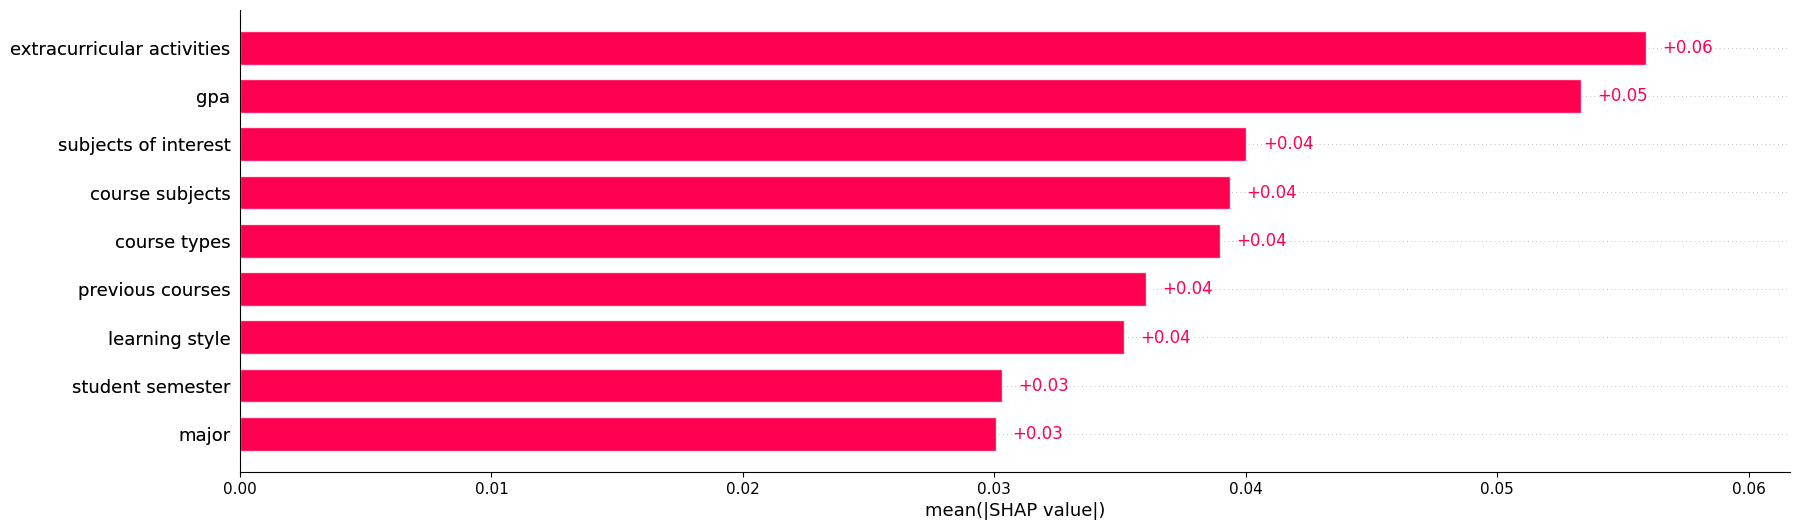 extracurricular activities +0.06
gpa +0.05
subjects of interest +0.04
course subjects +0.04
course types +0.04
previous courses +0.04
learning style +0.04
student semester +0.03
major +0.03
0.00 0.01 0.02 0.03 0.04 0.05 0.06
mean(|SHAP value|)